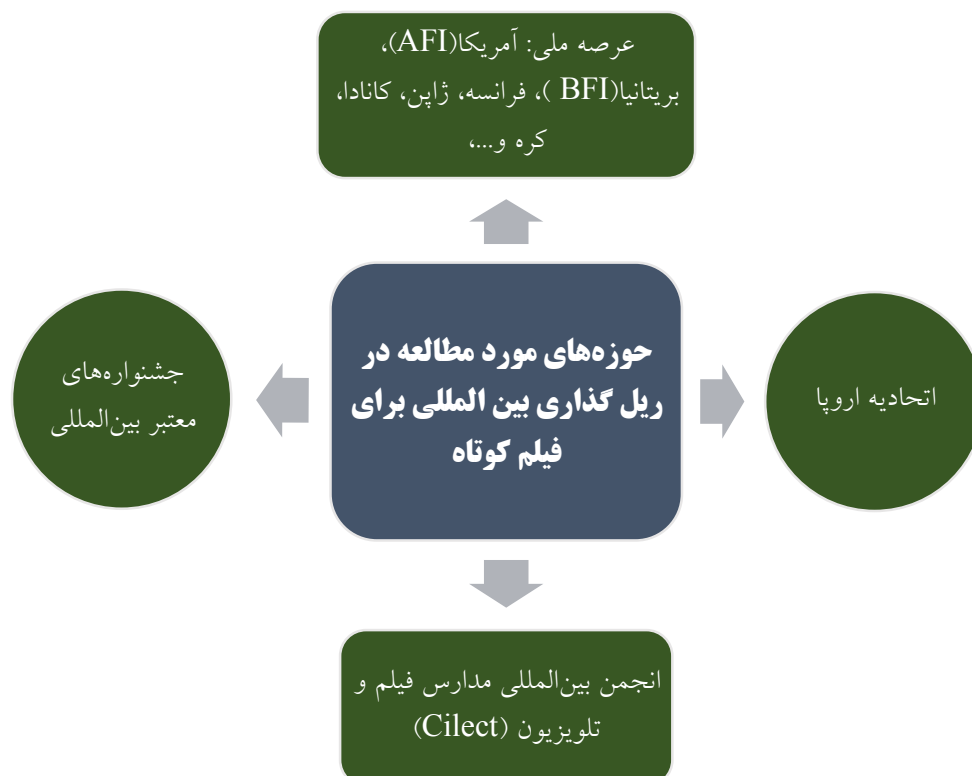 عرصه ملی: آمریکا(AFI)،
بریتانیا(BFI )، فرانسه، ژاپن، کانادا،
کره و...،
حوزه‌های مورد مطالعه در
ریل گذاری بین المللی برای
فیلم کوتاه
اتحادیه اروپا
جشنواره‌های
معتبر بین‌المللی
انجمن بین‌المللی مدارس فیلم و
تلویزیون (Cilect)